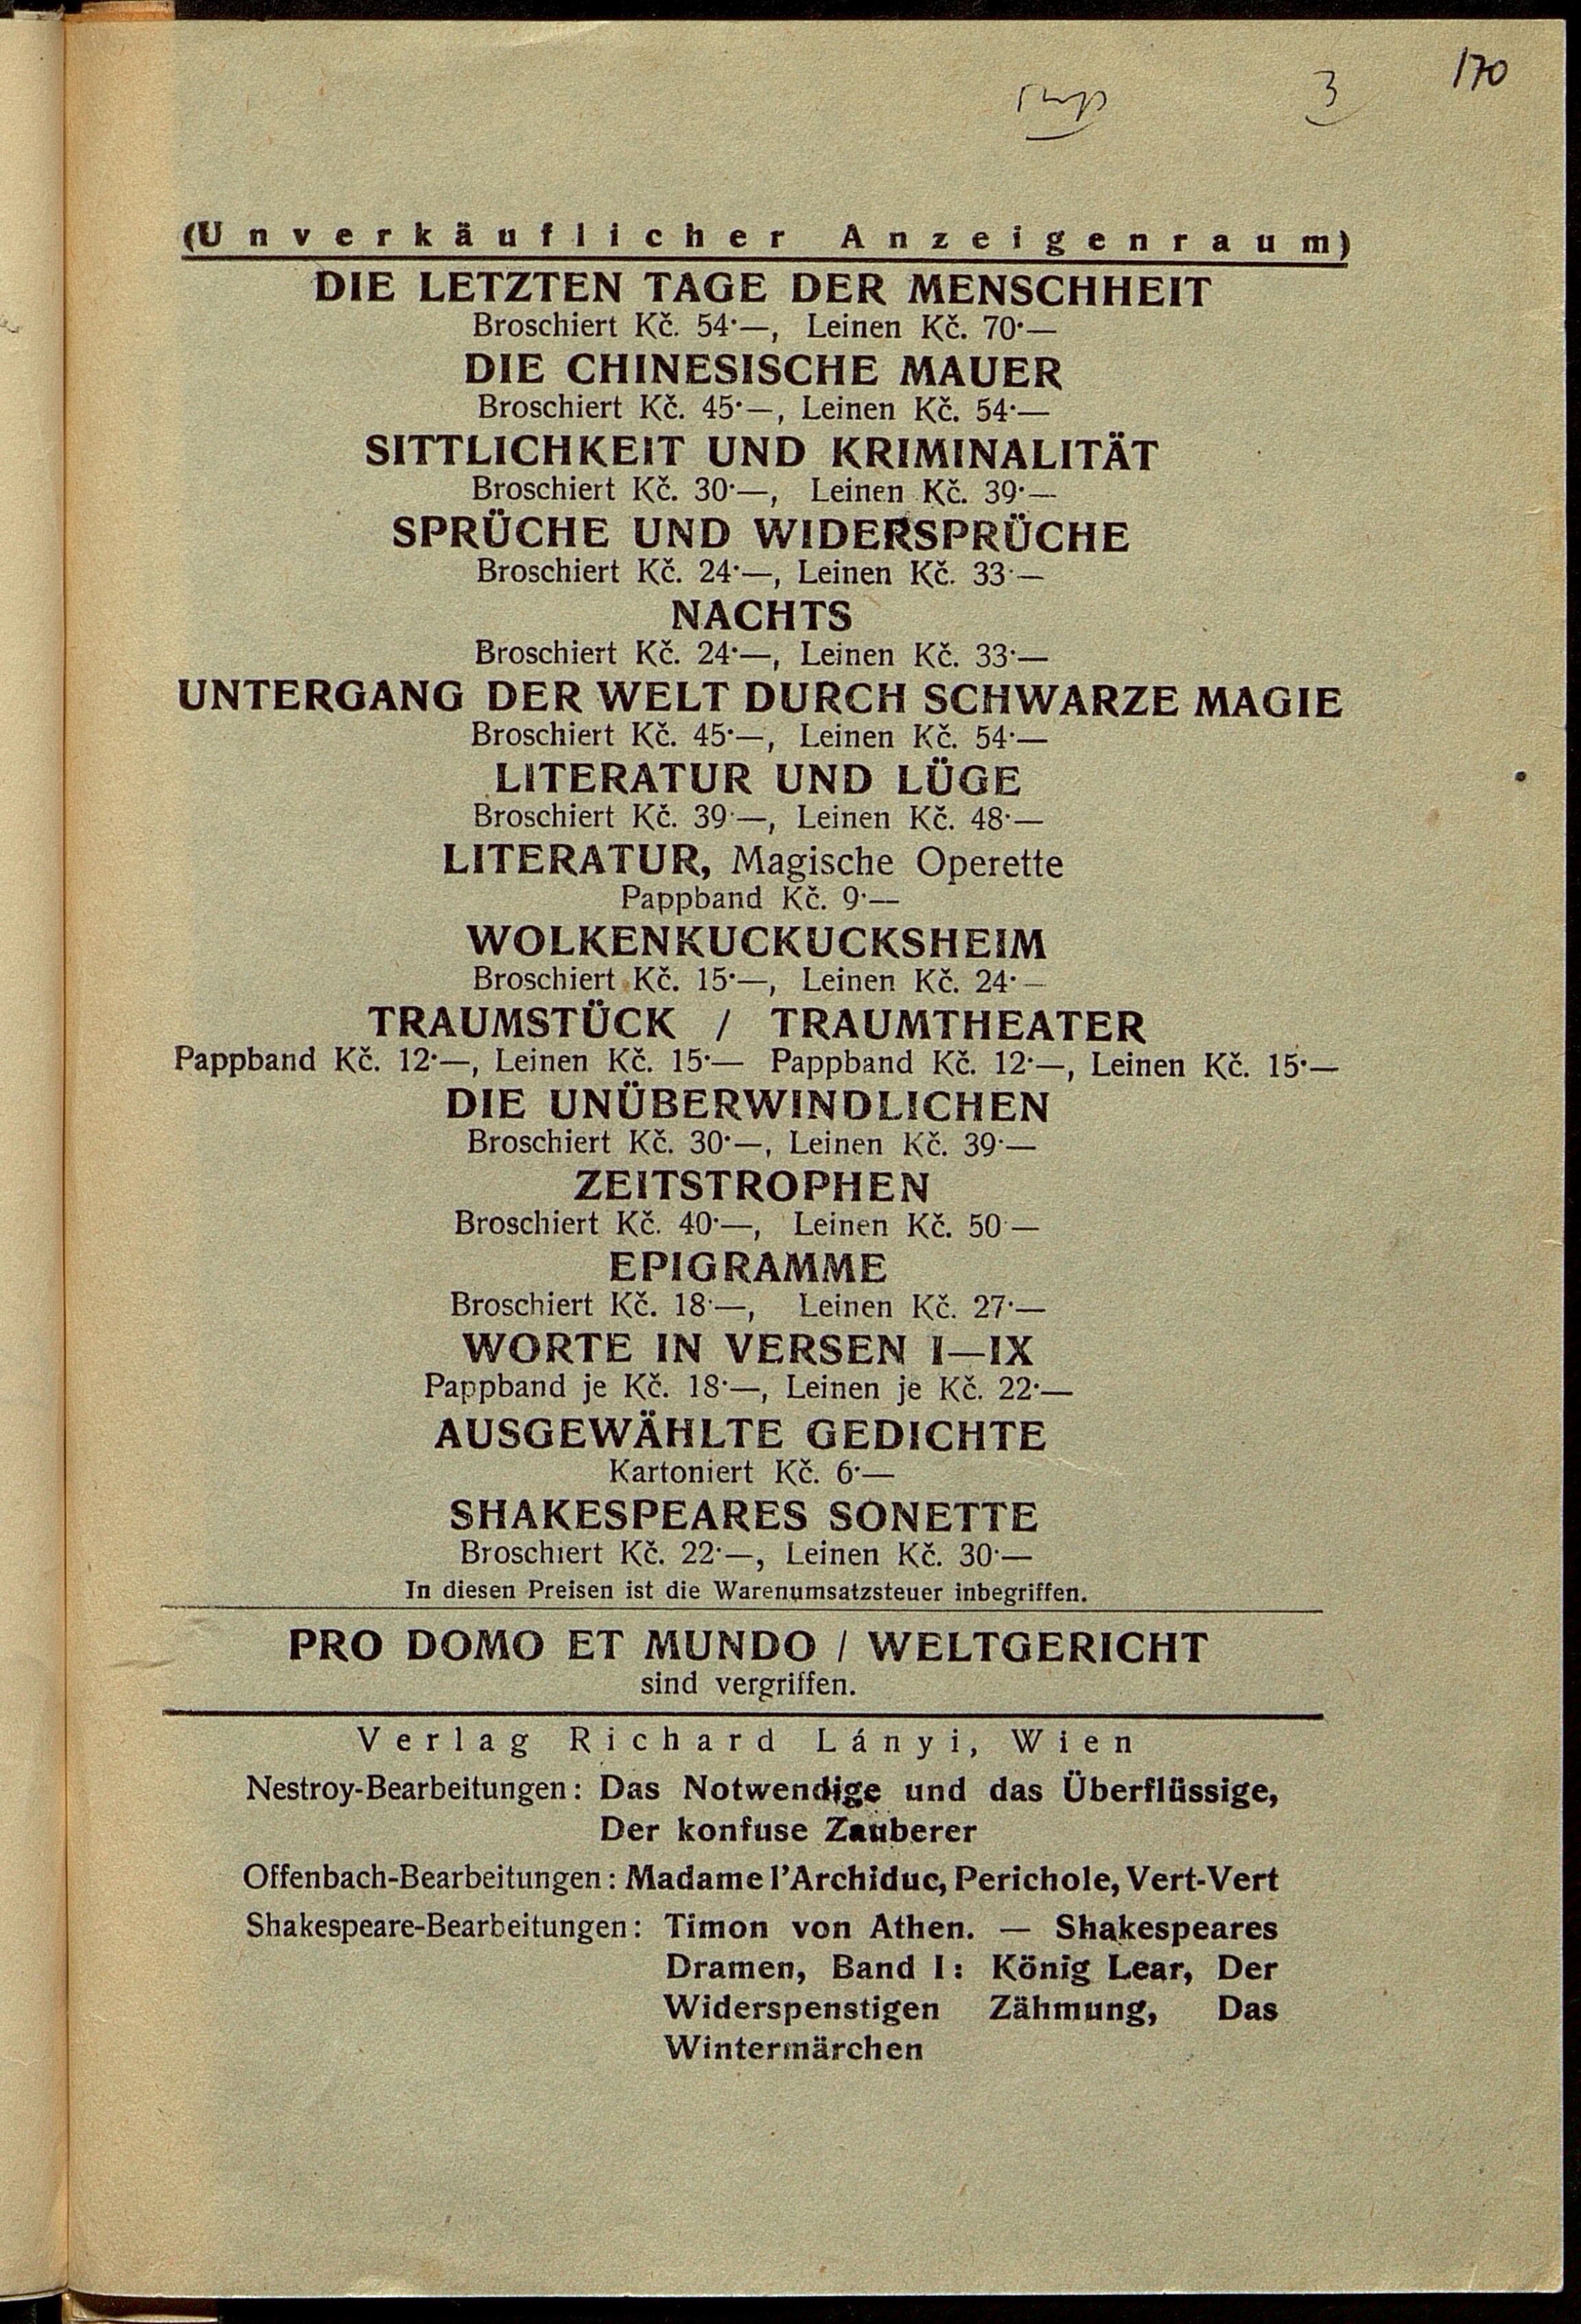 3 170
(Unverkäuflicher Anzeigenraum)
DIE LETZTEN TAGE DER MENSCHHEIT
Broschiert Kč. 54·—, Leinen Kč. 70·—
DIE CHINESISCHE MAUER
Broschiert Kč. 45·—, Leinen Kč. 54·—
SITTLICHKEIT UND KRIMINALITÄT
Broschiert Kč. 30·—, Leinen Kč. 39·—
SPRÜCHE UND WIDERSPRÜCHE
Broschiert Kč. 24·—, Leinen Kč. 33·—
NACHTS
Broschiert Kč. 24·—, Leinen Kč. 33·—
UNTERGANG DER WELT DURCH SCHWARZE MAGIE
Broschiert Kč. 45·—, Leinen Kč. 54·—
LITERATUR UND LÜGE
Broschiert Kč. 39·—, Leinen Kč. 48·—
LITERATUR, Magische Operette
Pappband Kč. 9·—
WOLKENKUCKUCKSHEIM
Broschiert Kč. 15·—, Leinen Kč. 24·—
TRAUMSTÜCK / TRAUMTHEATER
Pappband Kč. 12·—, Leinen Kč. 15·— Pappband Kč. 12·—, Leinen Kč. 15·—
DIE UNÜBERWINDLICHEN
Broschiert Kč. 30·—, Leinen Kč. 39·—
ZEITSTROPHEN
Broschiert Kč. 40·—, Leinen Kč. 50·—
EPIGRAMME
Broschiert Kč. 18·—, Leinen Kč. 27·—
WORTE IN VERSEN I—IX
Pappband je Kč. 18·—, Leinen je Kč. 22·—
AUSGEWÄHLTE GEDICHTE
Kartoniert Kč. 6·—
SHAKESPEARES SONETTE
Broschiert Kč. 22·—, Leinen Kč. 30·—
In diesen Preisen ist die Warenumsatzsteuer inbegriffen.
PRO DOMO ET MUNDO / WELTGERICHT
sind vergriffen.
Verlag Richard Lányi, Wien
Nestroy-Bearbeitungen: Das Notwendige und das Überflüssige,
Der konfuse Zauberer
Offenbach-Bearbeitungen: Madame l'Archiduc, Perichole, Vert-Vert
Shakespeare-Bearbeitungen: Timon von Athen. — Shakespeares
Dramen, Band I: König Lear, Der
Widerspenstigen Zähmung, Das
Wintermärchen